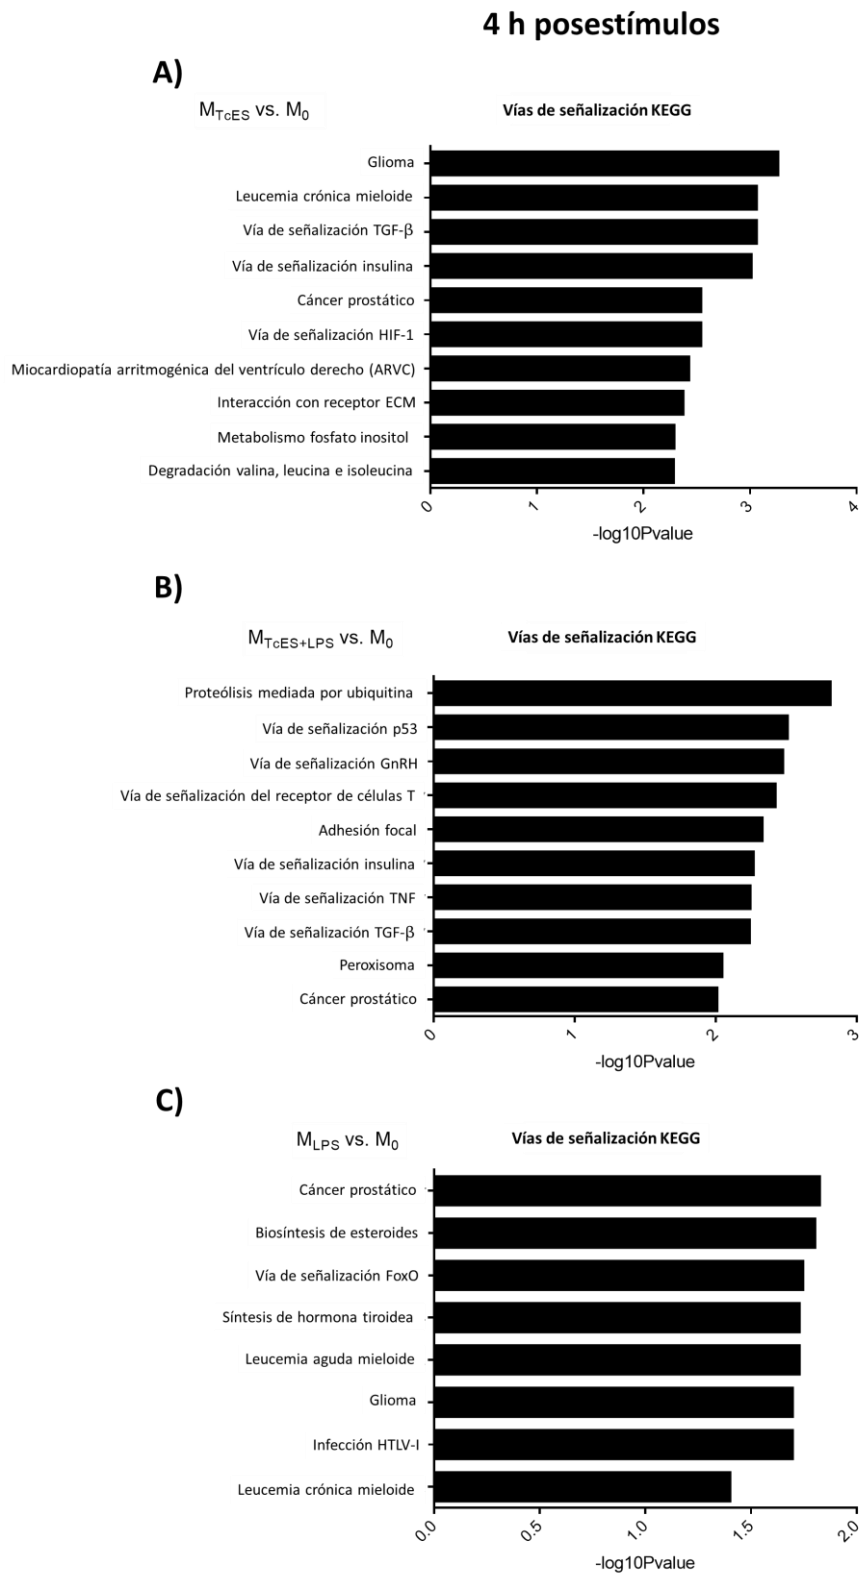 4 h posestímulos
A)
M_TcES vs. M_0
Vías de señalización KEGG
Glioma
Leucemia crónica mieloide
Vía de señalización TGF-β
Vía de señalización insulina
Cáncer prostático
Vía de señalización HIF-1
Miocardiopatía arritmogénica del ventrículo derecho (ARVC)
Interacción con receptor ECM
Metabolismo fosfato inositol
Degradación valina, leucina e isoleucina
0 1 2 3 4
-log10Pvalue
B)
M_TcES+LPS vs. M_0
Vías de señalización KEGG
Proteólisis mediada por ubiquitina
Vía de señalización p53
Vía de señalización GnRH
Vía de señalización del receptor de células T
Adhesión focal
Vía de señalización insulina
Vía de señalización TNF
Vía de señalización TGF-β
Peroxisoma
Cáncer prostático
0 1 2 3
-log10Pvalue
C)
M_LPS vs. M_0
Vías de señalización KEGG
Cáncer prostático
Biosíntesis de esteroides
Vía de señalización FoxO
Síntesis de hormona tiroidea
Leucemia aguda mieloide
Glioma
Infección HTLV-I
Leucemia crónica mieloide
0.0 0.5 1.0 1.5 2.0
-log10Pvalue